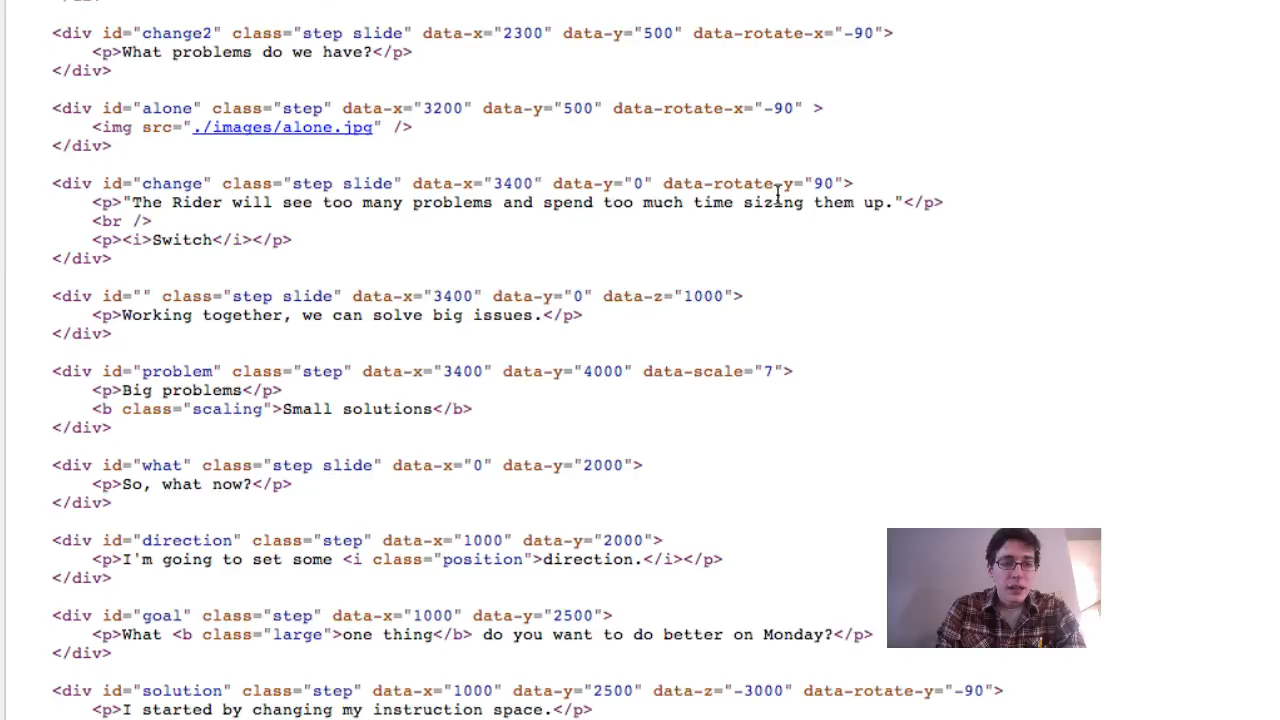 <div id="change2" class="step slide" data-x="2300" data-y="500" data-rotate-x="-90">
<p>What problems do we have?</p>
</div>
<div id="alone" class="step" data-x="3200" data-y="500" data-rotate-x="-90" >
<img src="./images/alone.jpg" />
</div>
<div id="change" class="step slide" data-x="3400" data-y="0" data-rotate-y="90">
<p>"The Rider will see too many problems and spend too much time sizing them up."</p>
<br />
<p><i>Switch</i></p>
</div>
<div id="" class="step slide" data-x="3400" data-y="0" data-z="1000">
<p>Working together, we can solve big issues.</p>
</div>
<div id="problem" class="step" data-x="3400" data-y="4000" data-scale="7">
<p>Big problems</p>
<b class="scaling">Small solutions</b>
</div>
<div id="what" class="step slide" data-x="0" data-y="2000">
<p>So, what now?</p>
</div>
<div id="direction" class="step" data-x="1000" data-y="2000">
<p>I'm going to set some <i class="position">direction.</i></p>
</div>
<div id="goal" class="step" data-x="1000" data-y="2500">
<p>What <b class="large">one thing</b> do you want to do better on Monday?</p>
</div>
<div id="solution" class="step" data-x="1000" data-y="2500" data-z="-3000" data-rotate-y="-90">
<p>I started by changing my instruction space.</p>